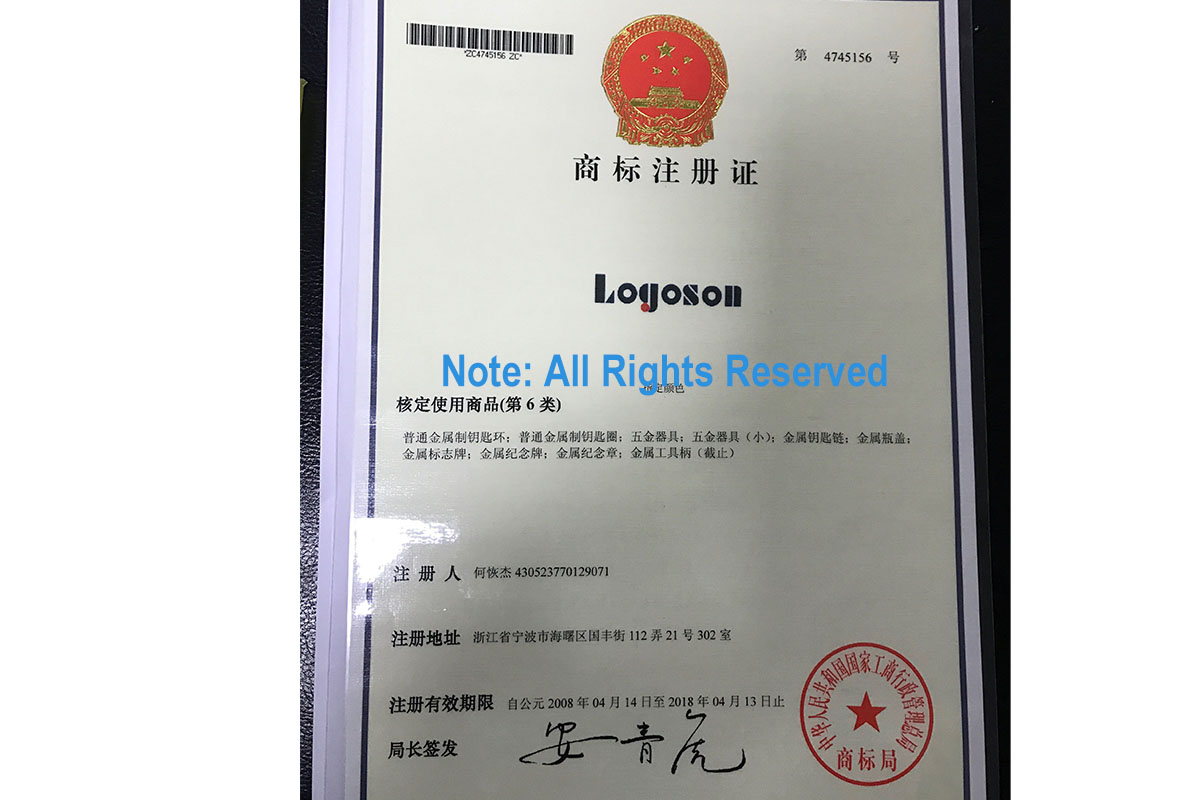 *ZC4745156 ZC*
第 4745156 号
商标注册证
Logoson
Note: All Rights Reserved
指定颜色
核定使用商品(第 6 类)
普通金属制钥匙环；普通金属制钥匙圈；五金器具；五金器具（小）；金属钥匙链；金属瓶盖；
金属标志牌；金属纪念牌；金属纪念章；金属工具柄（截止）
注册人 何恢杰 430523770129071
注册地址 浙江省宁波市海曙区国丰街 112 弄 21 号 302 室
注册有效期限 自公元 2008 年 04 月 14 日至 2018 年 04 月 13 日止
局长签发 安青虎
中华人民共和国国家工商行政管理总局
商标局